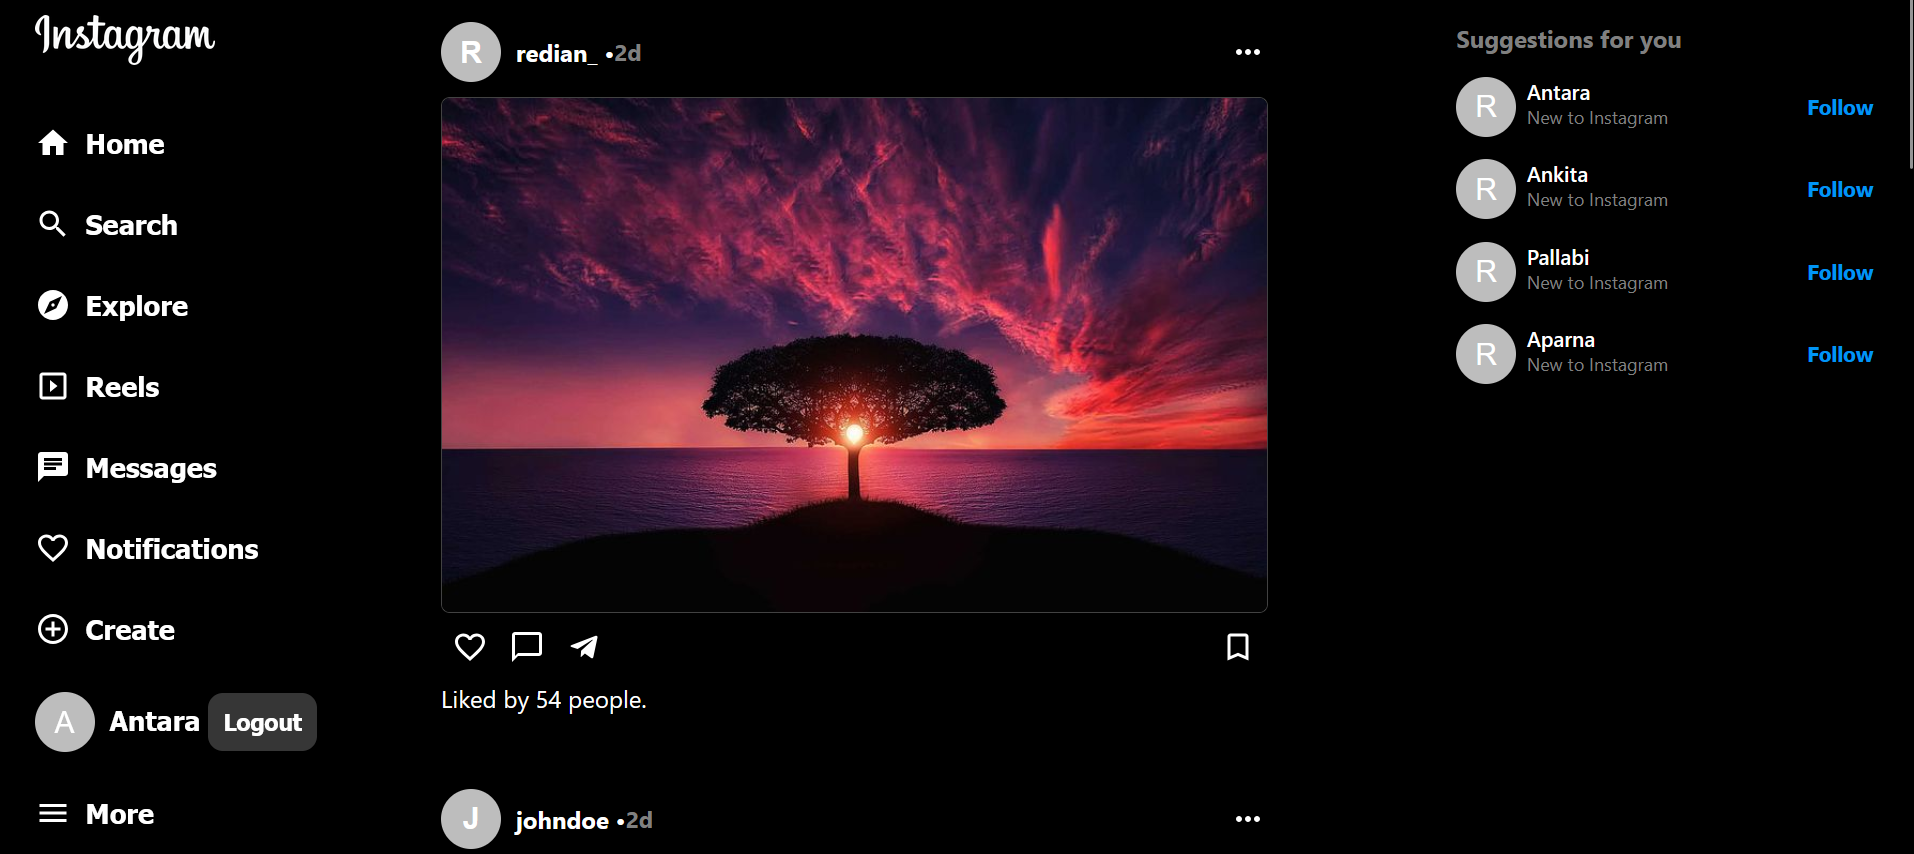 Instagram
Home
Search
Explore
Reels
Messages
Notifications
Create
A Antara Logout
More
R redian_ •2d
Liked by 54 people.
J johndoe •2d
Suggestions for you
R Antara
New to Instagram
Follow
R Ankita
New to Instagram
Follow
R Pallabi
New to Instagram
Follow
R Aparna
New to Instagram
Follow